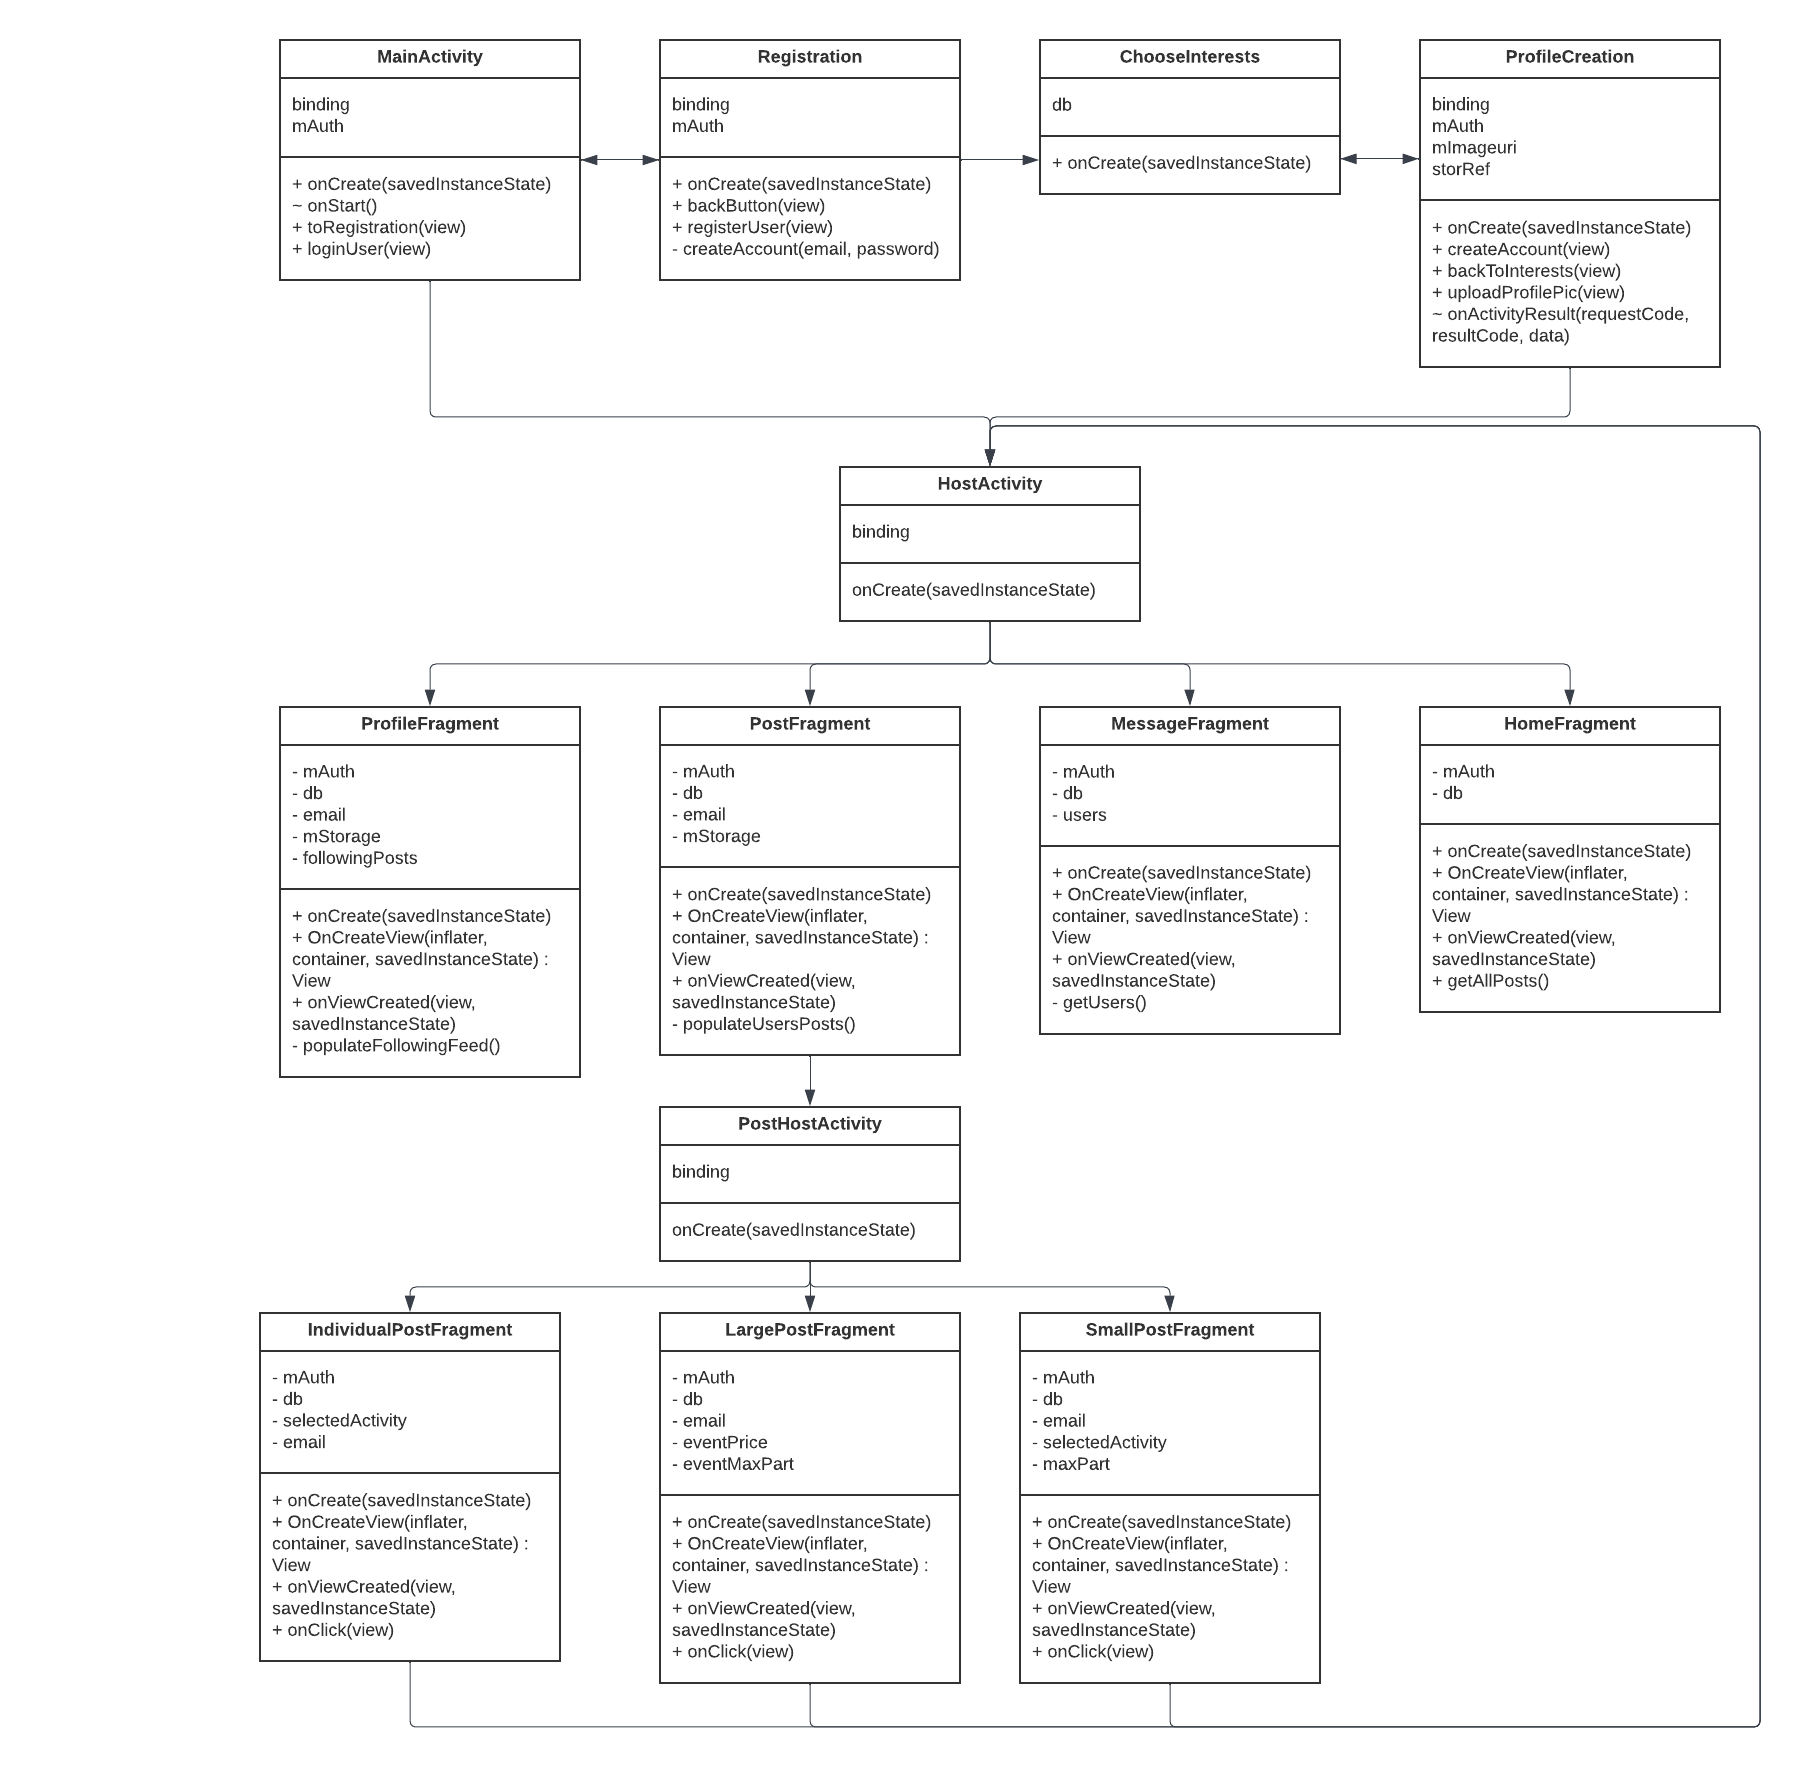 MainActivity
binding
mAuth
+ onCreate(savedInstanceState)
~ onStart()
+ toRegistration(view)
+ loginUser(view)
Registration
binding
mAuth
+ onCreate(savedInstanceState)
+ backButton(view)
+ registerUser(view)
- createAccount(email, password)
ChooseInterests
db
+ onCreate(savedInstanceState)
ProfileCreation
binding
mAuth
mImageuri
storRef
+ onCreate(savedInstanceState)
+ createAccount(view)
+ backToInterests(view)
+ uploadProfilePic(view)
~ onActivityResult(requestCode,
resultCode, data)
HostActivity
binding
onCreate(savedInstanceState)
ProfileFragment
- mAuth
- db
- email
- mStorage
- followingPosts
+ onCreate(savedInstanceState)
+ OnCreateView(inflater,
container, savedInstanceState) :
View
+ onViewCreated(view,
savedInstanceState)
- populateFollowingFeed()
PostFragment
- mAuth
- db
- email
- mStorage
+ onCreate(savedInstanceState)
+ OnCreateView(inflater,
container, savedInstanceState) :
View
+ onViewCreated(view,
savedInstanceState)
- populateUsersPosts()
MessageFragment
- mAuth
- db
- users
+ onCreate(savedInstanceState)
+ OnCreateView(inflater,
container, savedInstanceState) :
View
+ onViewCreated(view,
savedInstanceState)
- getUsers()
HomeFragment
- mAuth
- db
+ onCreate(savedInstanceState)
+ OnCreateView(inflater,
container, savedInstanceState) :
View
+ onViewCreated(view,
savedInstanceState)
+ getAllPosts()
PostHostActivity
binding
onCreate(savedInstanceState)
IndividualPostFragment
- mAuth
- db
- selectedActivity
- email
+ onCreate(savedInstanceState)
+ OnCreateView(inflater,
container, savedInstanceState) :
View
+ onViewCreated(view,
savedInstanceState)
+ onClick(view)
LargePostFragment
- mAuth
- db
- email
- eventPrice
- eventMaxPart
+ onCreate(savedInstanceState)
+ OnCreateView(inflater,
container, savedInstanceState) :
View
+ onViewCreated(view,
savedInstanceState)
+ onClick(view)
SmallPostFragment
- mAuth
- db
- email
- selectedActivity
- maxPart
+ onCreate(savedInstanceState)
+ OnCreateView(inflater,
container, savedInstanceState) :
View
+ onViewCreated(view,
savedInstanceState)
+ onClick(view)